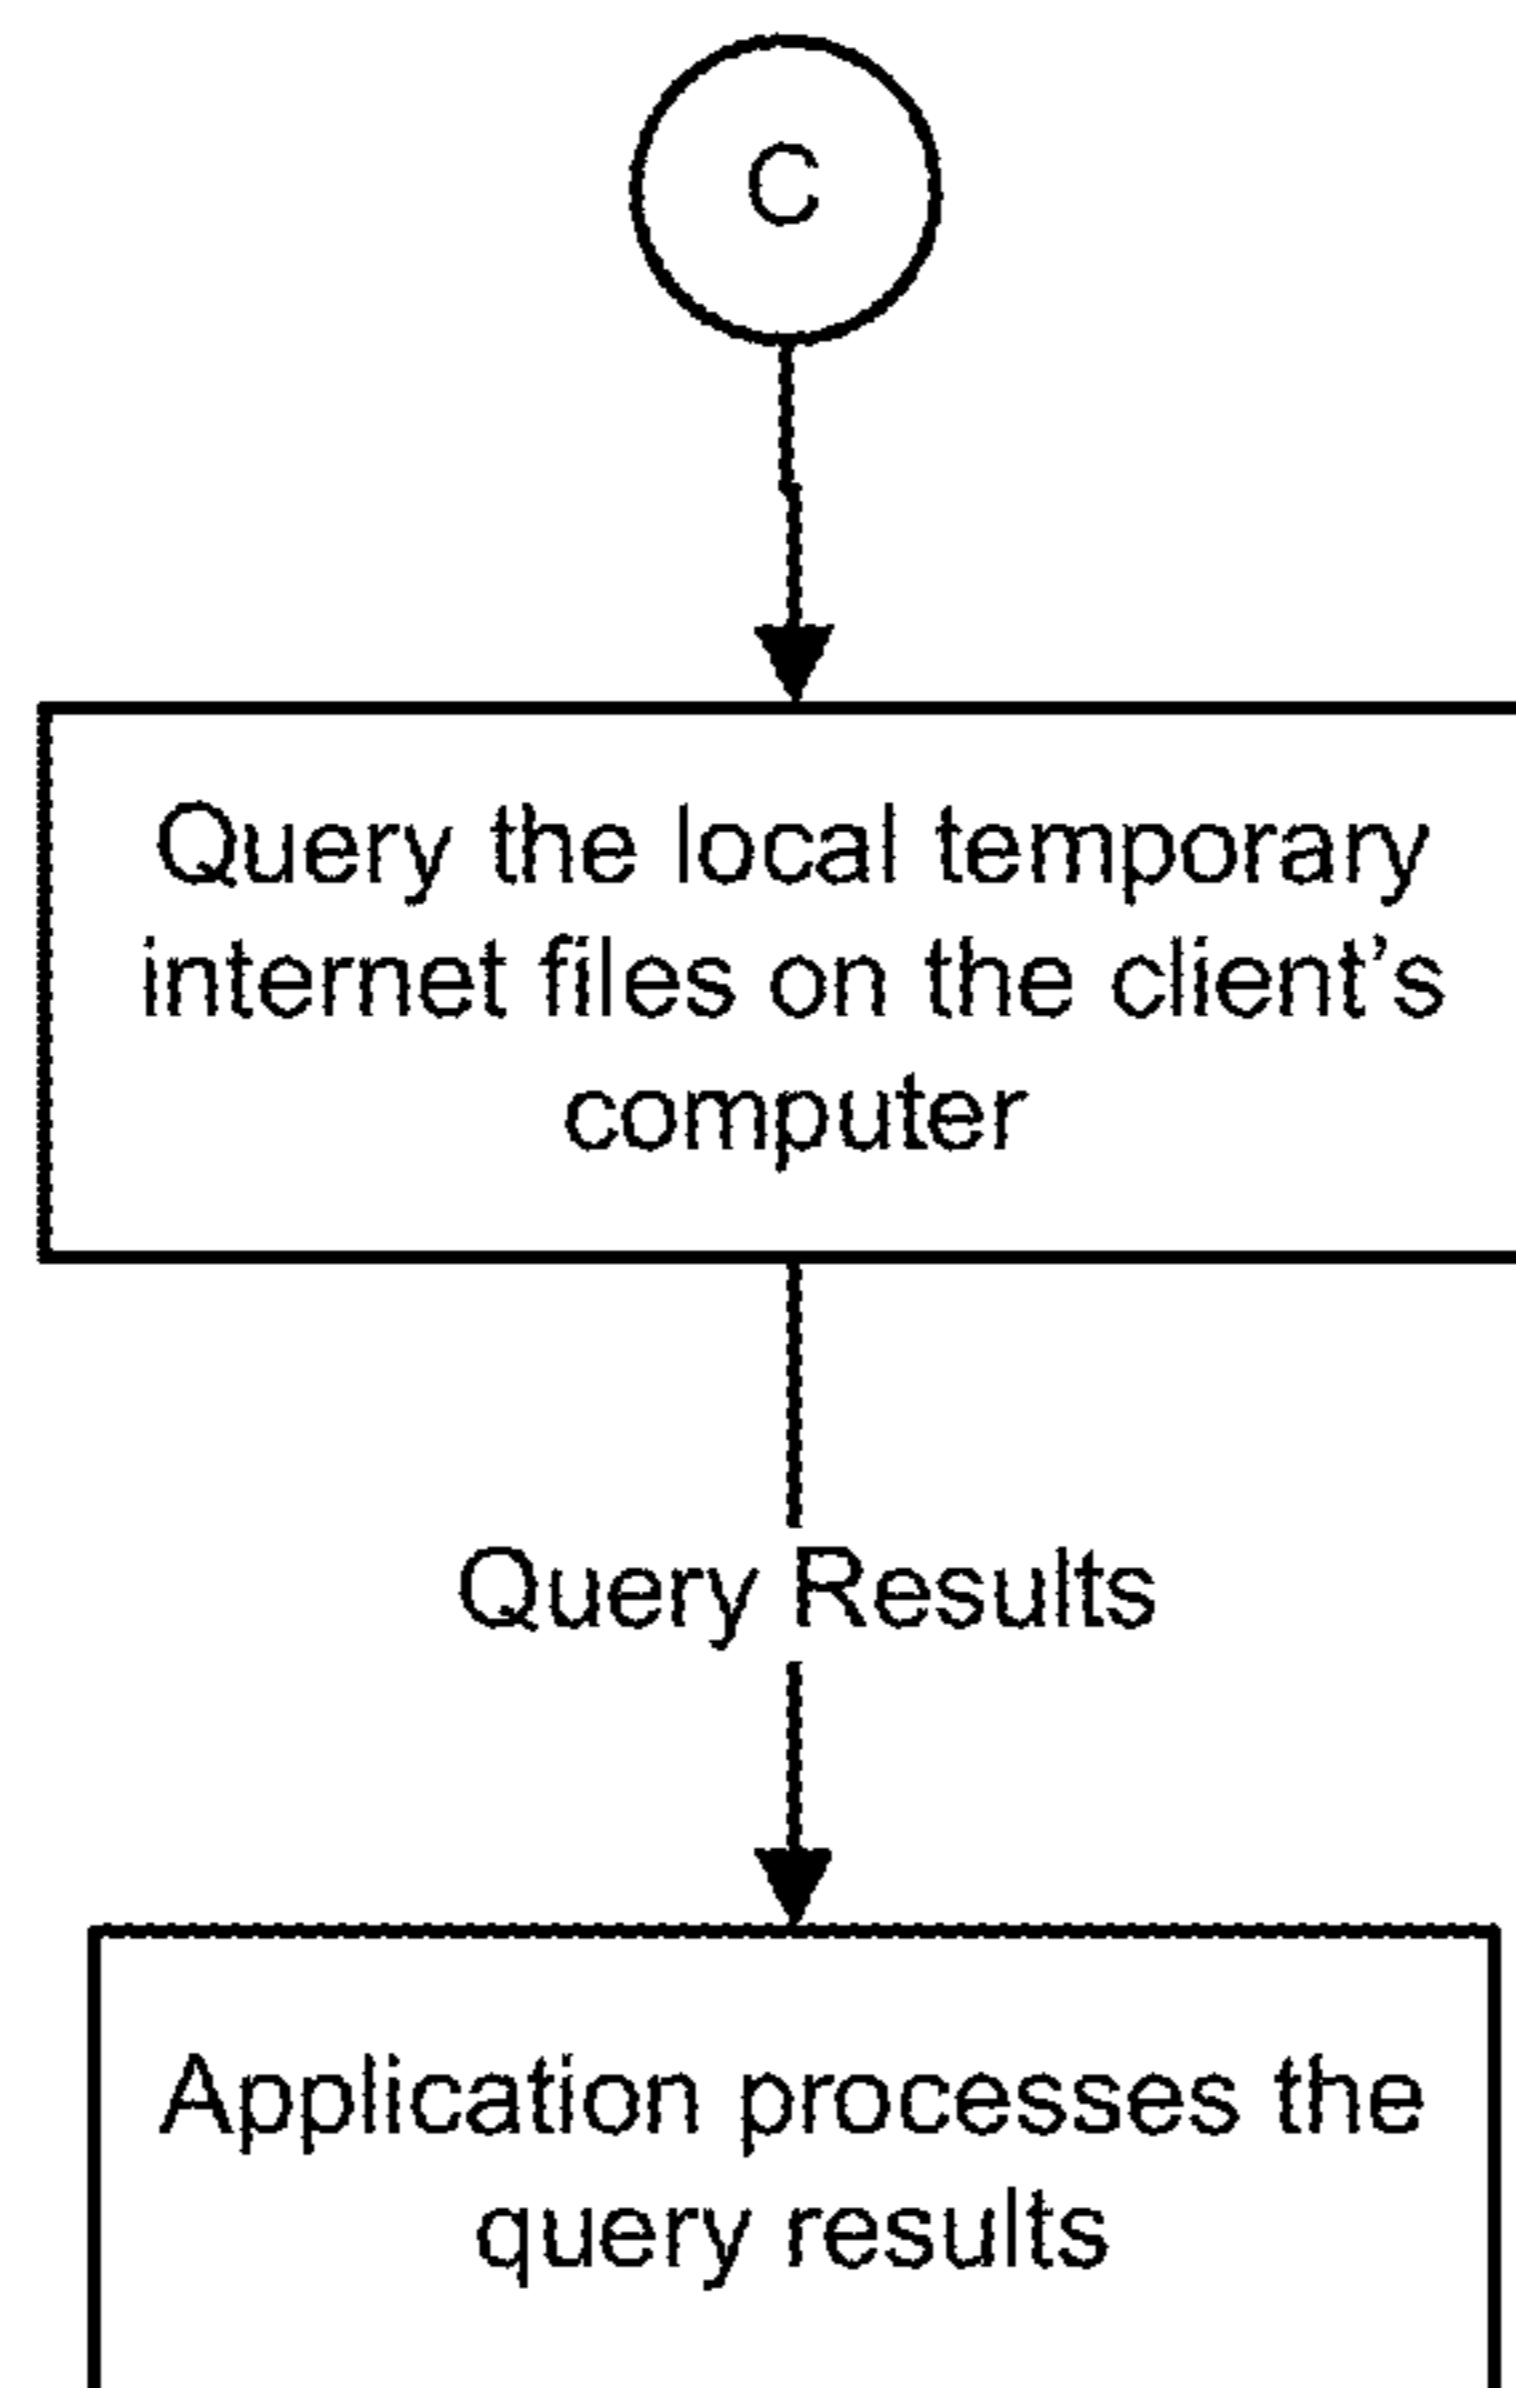 C
Query the local temporary
internet files on the client’s
computer
Query Results
Application processes the
query results